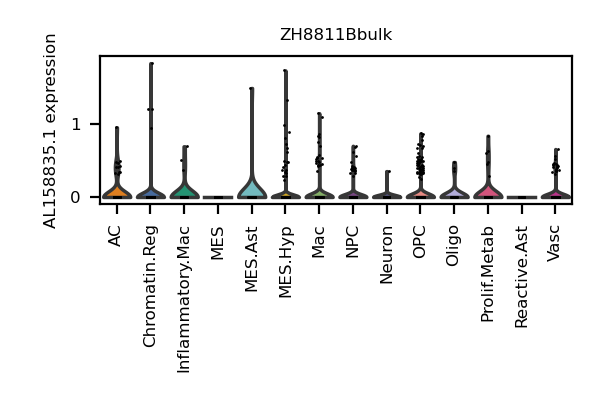 ZH8811Bbulk
AL158835.1 expression
1
0
AC
Chromatin.Reg
Inflammatory.Mac
MES
MES.Ast
MES.Hyp
Mac
NPC
Neuron
OPC
Oligo
Prolif.Metab
Reactive.Ast
Vasc